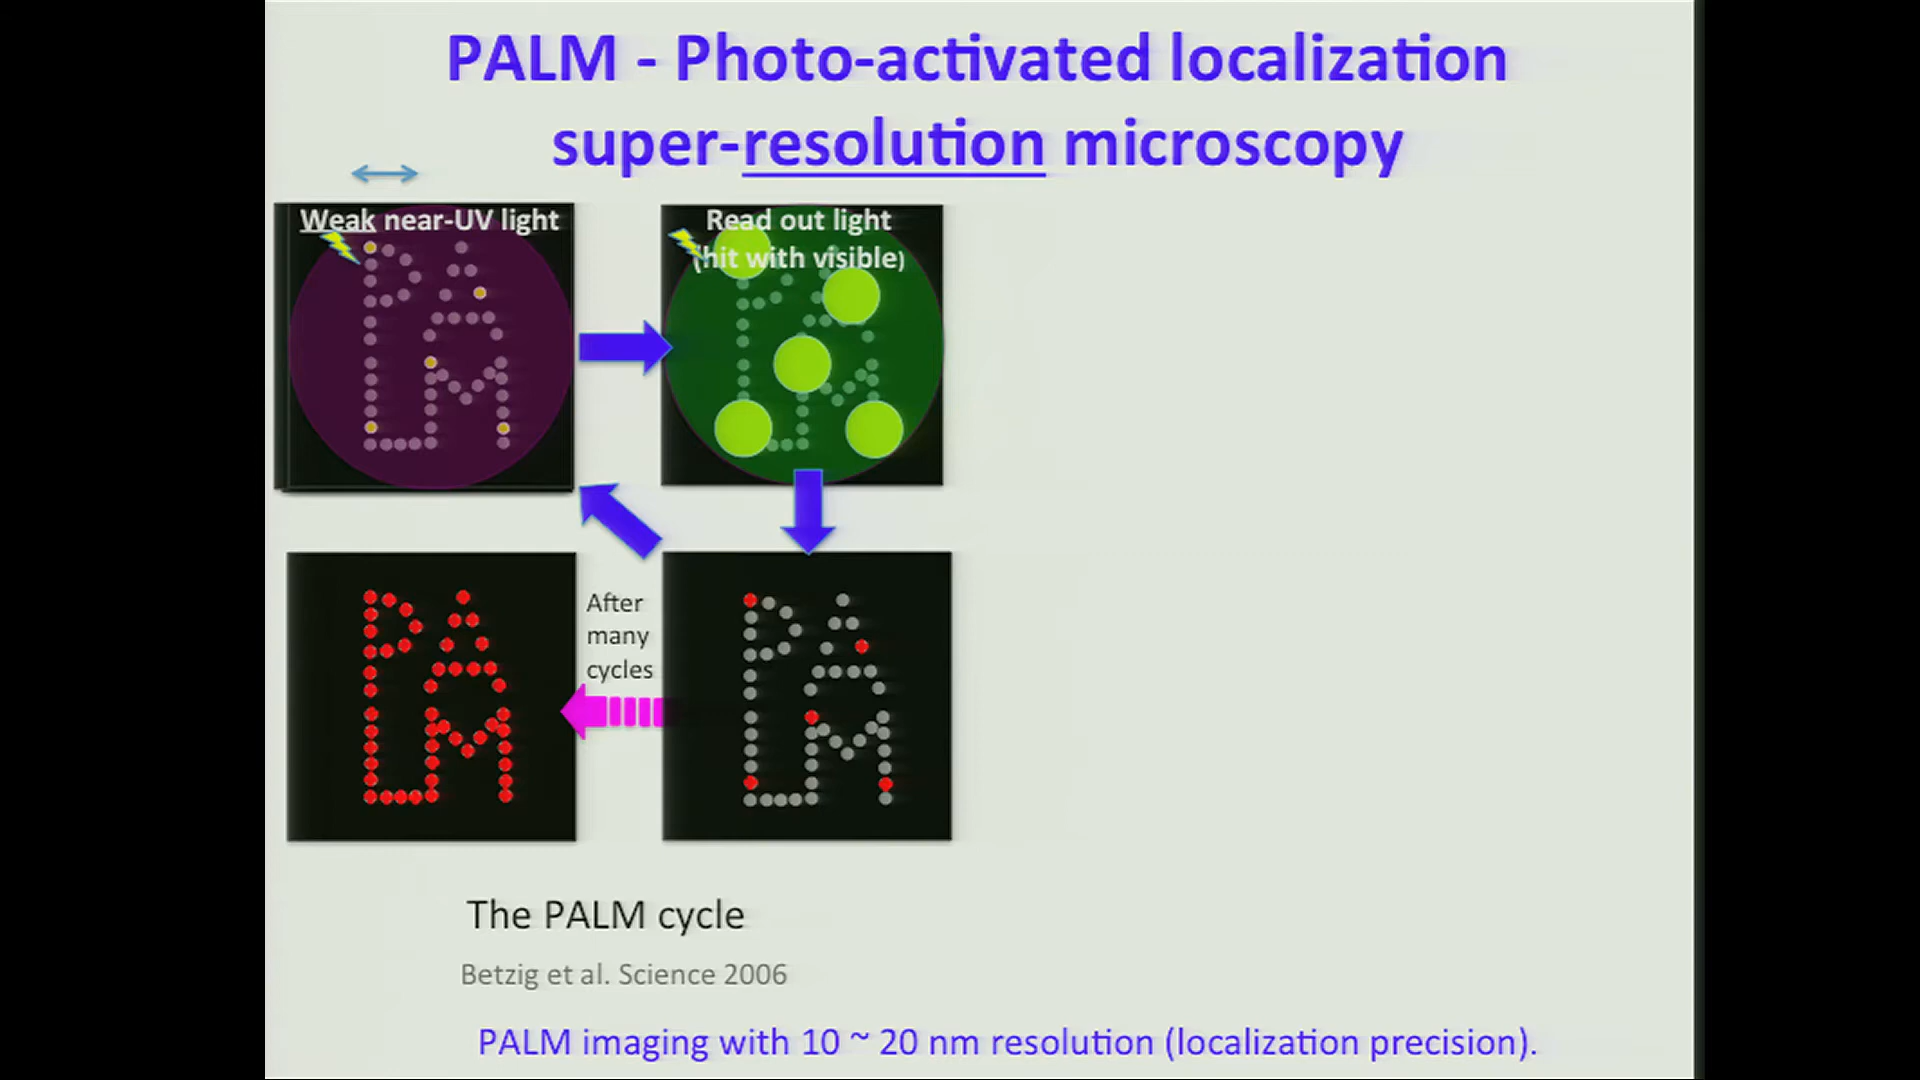 PALM - Photo-activated localization
super-resolution microscopy
Weak near-UV light
Read out light
(hit with visible)
After
many
cycles
The PALM cycle
Betzig et al. Science 2006
PALM imaging with 10 ~ 20 nm resolution (localization precision).